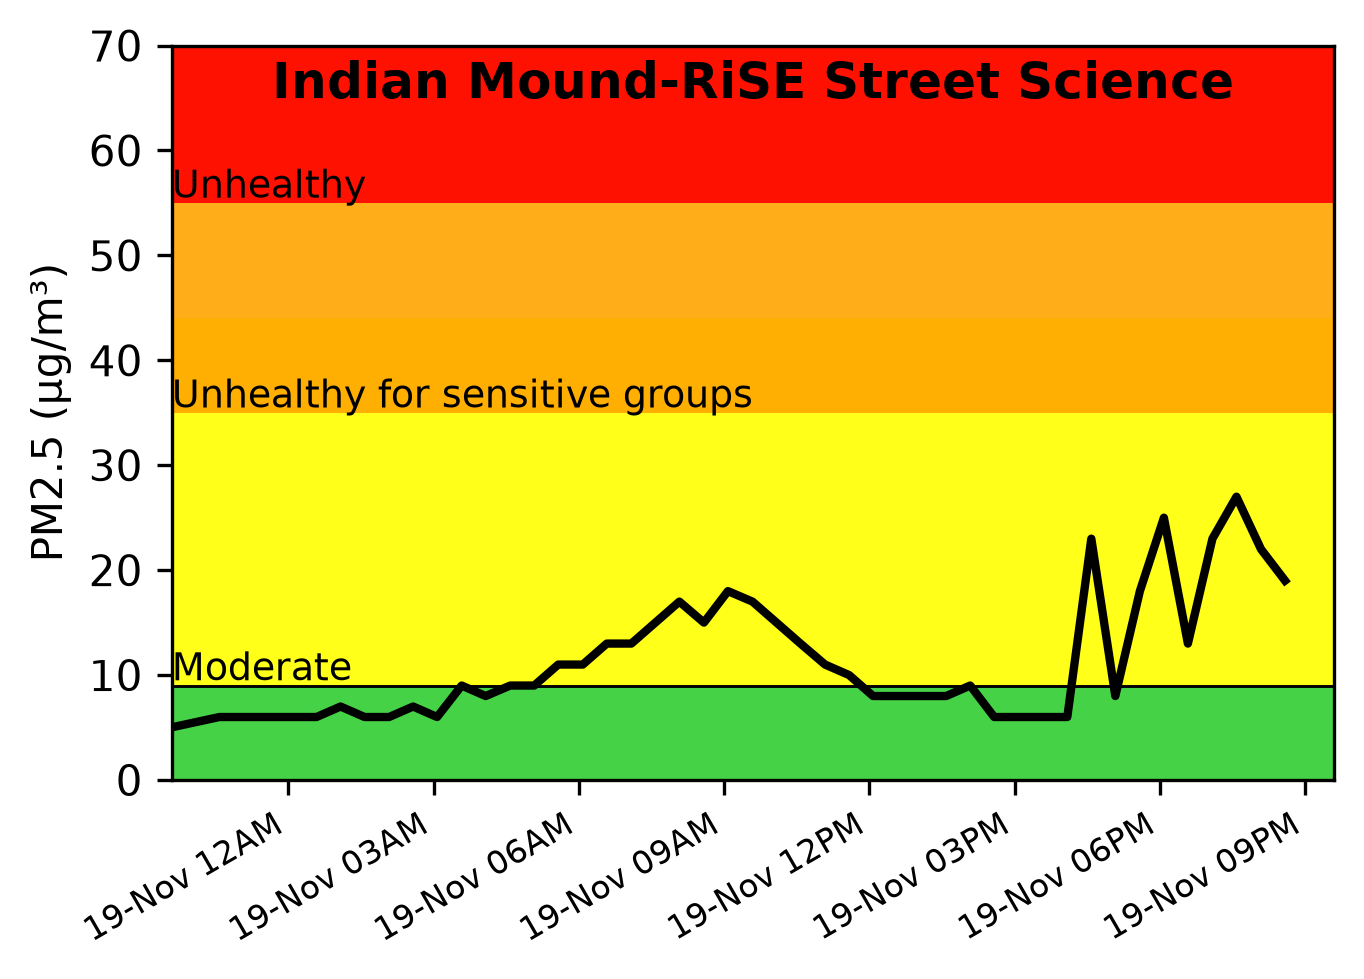 Indian Mound-RiSE Street Science
PM2.5 (µg/m³)
70
60
50
40
30
20
10
0
Unhealthy
Unhealthy for sensitive groups
Moderate
19-Nov 12AM
19-Nov 03AM
19-Nov 06AM
19-Nov 09AM
19-Nov 12PM
19-Nov 03PM
19-Nov 06PM
19-Nov 09PM